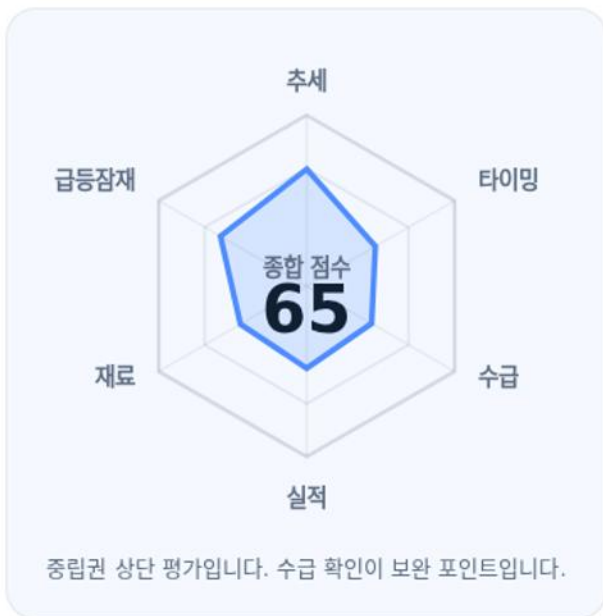 추세
급등잠재
타이밍
종합 점수
65
재료
수급
실적
중립권 상단 평가입니다. 수급 확인이 보완 포인트입니다.